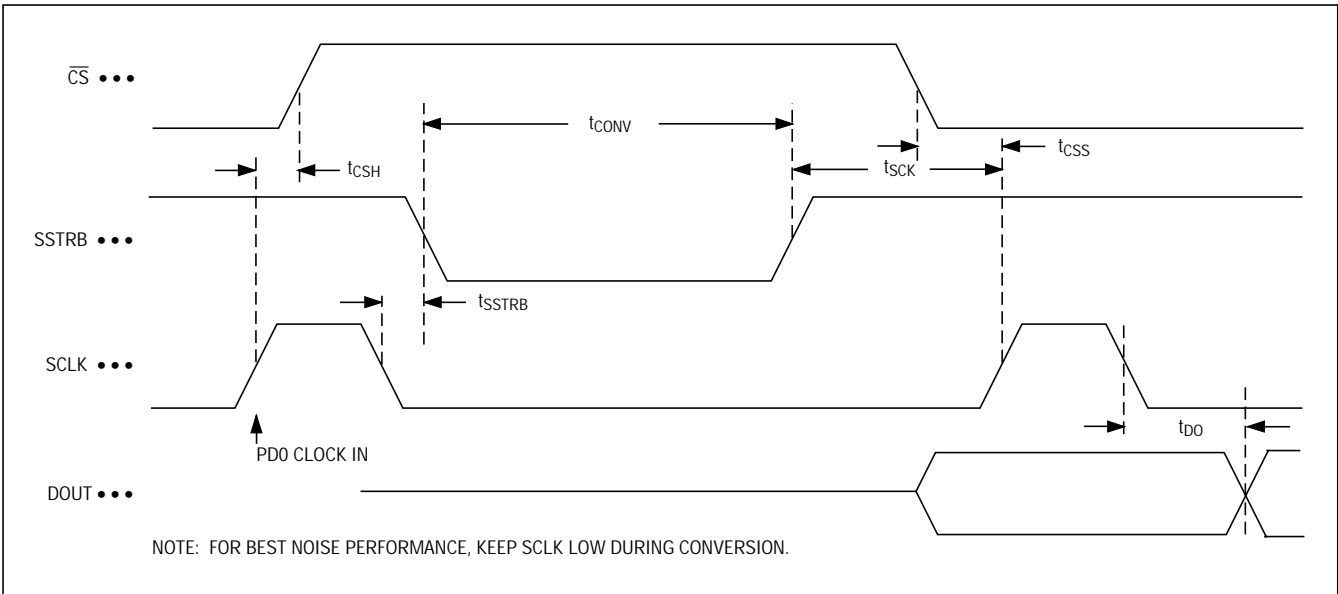 CS •••
tCONV
tCSS
tCSH
tSCK
SSTRB •••
tSSTRB
SCLK •••
tDO
PD0 CLOCK IN
DOUT •••
NOTE: FOR BEST NOISE PERFORMANCE, KEEP SCLK LOW DURING CONVERSION.